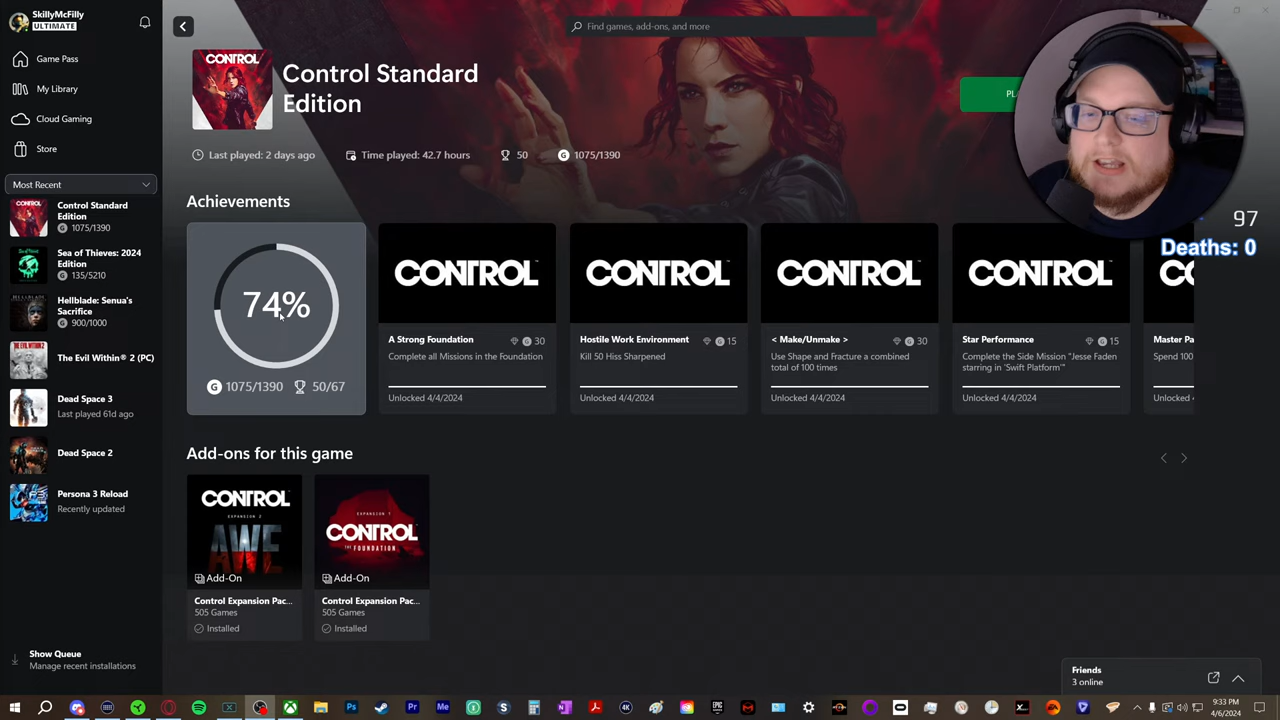 SkillyMcFilly
ULTIMATE
Find games, add-ons, and more
Game Pass
My Library
Cloud Gaming
Store
Most Recent
CONTROL
Control Standard
Edition
1075/1390
Sea of Thieves: 2024
Edition
135/5210
Hellblade: Senua's
Sacrifice
900/1000
The Evil Within® 2 (PC)
Dead Space 3
Last played 61d ago
Dead Space 2
Persona 3 Reload
Recently updated
Show Queue
Manage recent installations
CONTROL
Control Standard
Edition
PL
Last played: 2 days ago
Time played: 42.7 hours
50
1075/1390
97
Deaths: 0
Achievements
74%
1075/1390
50/67
CONTROL
A Strong Foundation
30
Complete all Missions in the Foundation
Unlocked 4/4/2024
CONTROL
Hostile Work Environment
15
Kill 50 Hiss Sharpened
Unlocked 4/4/2024
CONTROL
< Make/Unmake >
30
Use Shape and Fracture a combined
total of 100 times
Unlocked 4/4/2024
CONTROL
Star Performance
15
Complete the Side Mission "Jesse Faden
starring in 'Swift Platform'"
Unlocked 4/4/2024
CO
Master Pa
Spend 100
Unlocked
Add-ons for this game
CONTROL
EXPANSION 2
AWE
Add-On
Control Expansion Pac...
505 Games
Installed
EXPANSION 1
CONTROL
THE FOUNDATION
Add-On
Control Expansion Pac...
505 Games
Installed
Friends
3 online
9:33 PM
4/6/2024